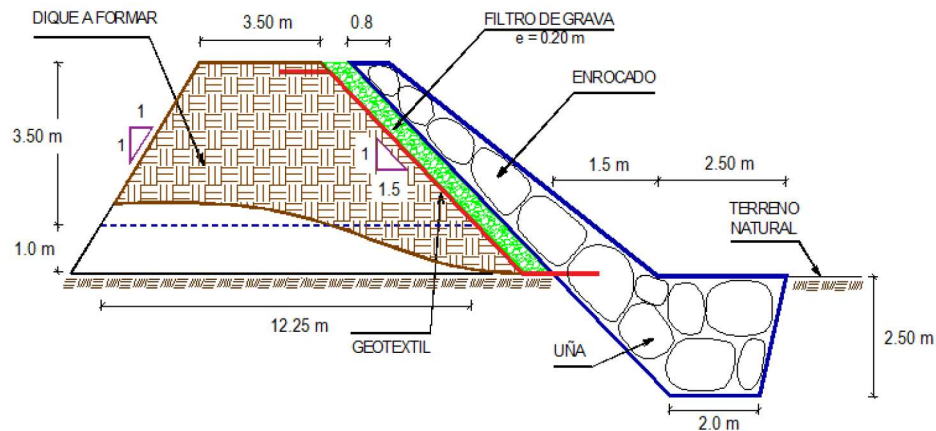 DIQUE A FORMAR
3.50 m
0.8
FILTRO DE GRAVA
e = 0.20 m
ENROCADO
3.50 m
1
1
1
1.5
1.5 m
2.50 m
TERRENO
NATURAL
1.0 m
12.25 m
GEOTEXTIL
UÑA
2.50 m
2.0 m